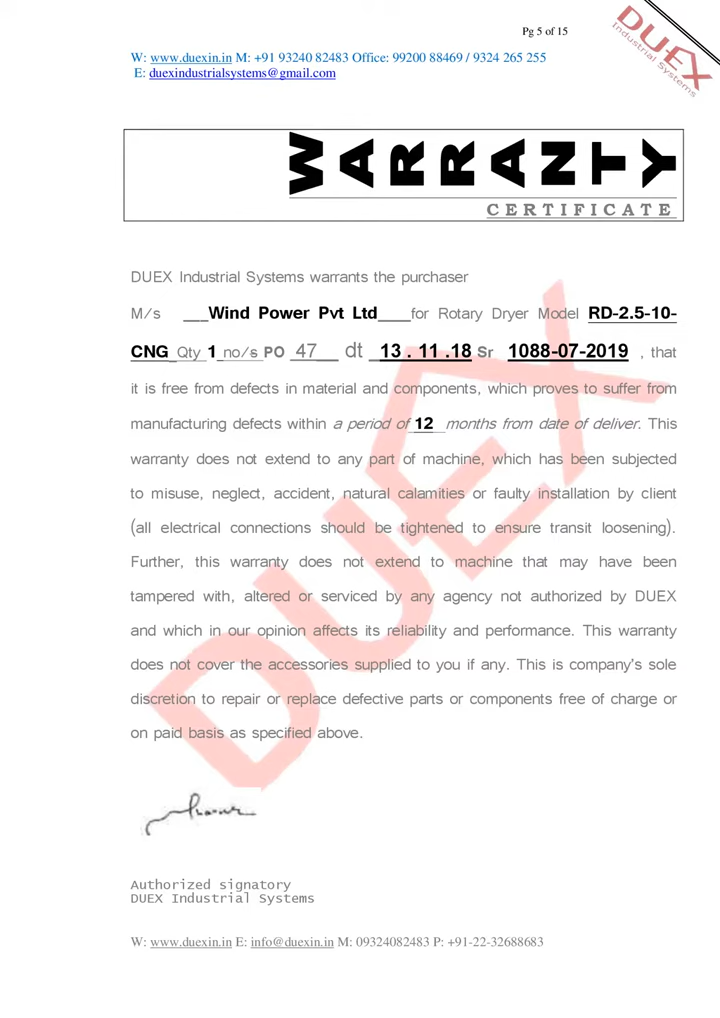 Pg 5 of 15
DUEX
Industrial Systems
W: www.duexin.in M: +91 93240 82483 Office: 99200 88469 / 9324 265 255
E: duexindustrialsystems@gmail.com
WARRANTY
CERTIFICATE
DUEX Industrial Systems warrants the purchaser
M/s ___Wind Power Pvt Ltd____for Rotary Dryer Model RD-2.5-10-
CNG Qty 1 no/s PO _47__ dt _13 . 11 .18 Sr 1088-07-2019 , that
it is free from defects in material and components, which proves to suffer from
manufacturing defects within a period of 12 months from date of deliver. This
warranty does not extend to any part of machine, which has been subjected
to misuse, neglect, accident, natural calamities or faulty installation by client
(all electrical connections should be tightened to ensure transit loosening).
Further, this warranty does not extend to machine that may have been
tampered with, altered or serviced by any agency not authorized by DUEX
and which in our opinion affects its reliability and performance. This warranty
does not cover the accessories supplied to you if any. This is company's sole
discretion to repair or replace defective parts or components free of charge or
on paid basis as specified above.
DUEX
Authorized signatory
DUEX Industrial Systems
W: www.duexin.in E: info@duexin.in M: 09324082483 P: +91-22-32688683